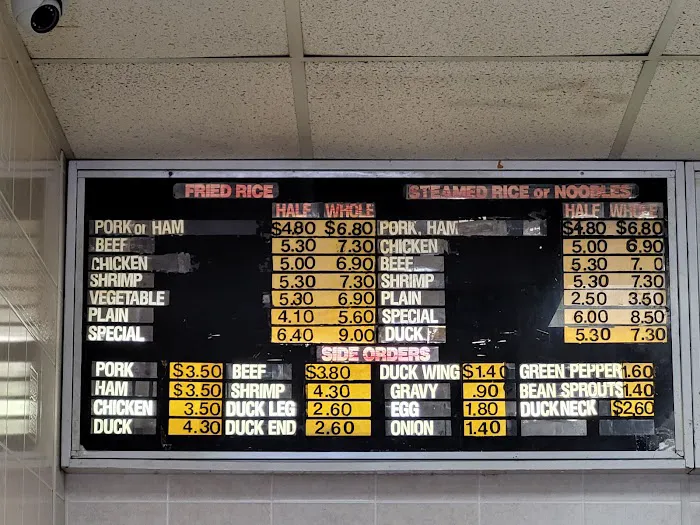 FRIED RICE
HALF WHOLE
PORK or HAM $4.80 $6.80
BEEF 5.30 7.30
CHICKEN 5.00 6.90
SHRIMP 5.30 7.30
VEGETABLE 5.30 6.90
PLAIN 4.10 5.60
SPECIAL 6.40 9.00
STEAMED RICE or NOODLES
HALF WHOLE
PORK, HAM $4.80 $6.80
CHICKEN 5.00 6.90
BEEF 5.30 7. 0
SHRIMP 5.30 7.30
PLAIN 2.50 3.50
SPECIAL 6.00 8.50
DUCK 5.30 7.30
SIDE ORDERS
PORK $3.50
HAM $3.50
CHICKEN 3.50
DUCK 4.30
BEEF $3.80
SHRIMP 4.30
DUCK LEG 2.60
DUCK END 2.60
DUCK WING $1.40
GRAVY .90
EGG 1.80
ONION 1.40
GREEN PEPPER 1.60
BEAN SPROUTS 1.40
DUCK NECK $2.60